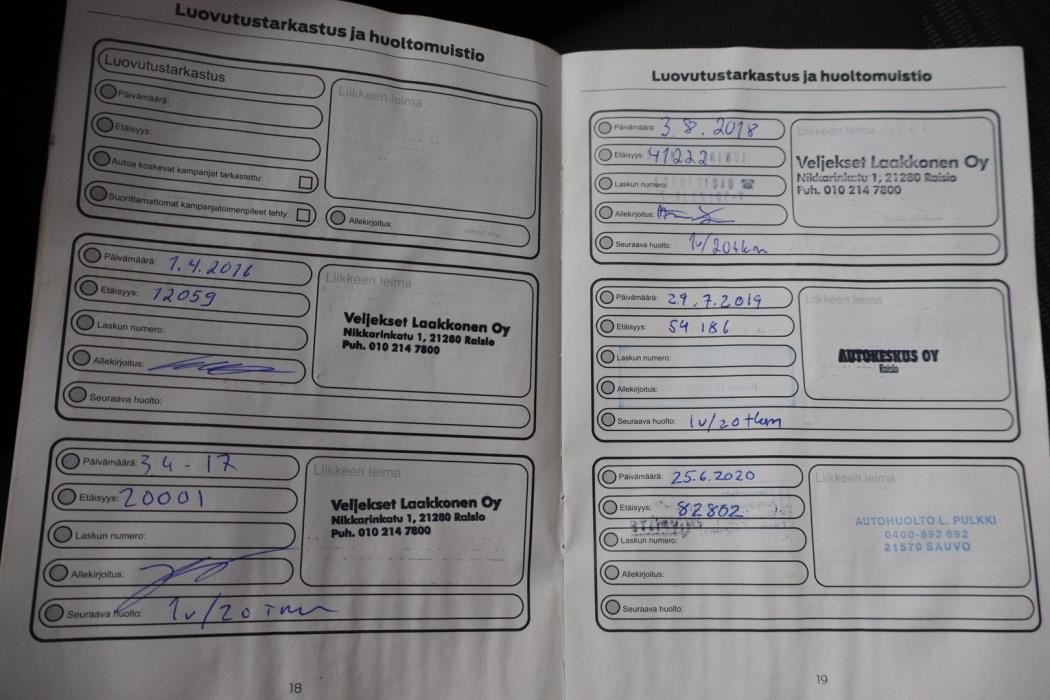 Luovutustarkastus ja huoltomuistio
Luovutustarkastus
Päivämäärä:
Etäisyys:
Autoa koskevat kampanjat tarkastettu:
Suorittamattomat kampanjatoimenpiteet tehty:
Liikkeen leima
Allekirjoitus:
Päivämäärä: 1.4.2016
Etäisyys: 12059
Laskun numero:
Allekirjoitus:
Seuraava huolto:
Liikkeen leima
Veljekset Laakkonen Oy
Nikkarinkatu 1, 21280 Raisio
Puh. 010 214 7800
Päivämäärä: 3 4 - 17
Etäisyys: 20001
Laskun numero:
Allekirjoitus:
Seuraava huolto: 1v/20 tkm
Liikkeen leima
Veljekset Laakkonen Oy
Nikkarinkatu 1, 21280 Raisio
Puh. 010 214 7800
18
Luovutustarkastus ja huoltomuistio
Päivämäärä: 3.8.2018
Etäisyys: 41222
Laskun numero:
Allekirjoitus:
Seuraava huolto: 1v/20tkm
Liikkeen leima
Veljekset Laakkonen Oy
Nikkarinkatu 1, 21280 Raisio
Puh. 010 214 7800
Päivämäärä: 29.7.2019
Etäisyys: 54 186
Laskun numero:
Allekirjoitus:
Seuraava huolto: 1v/20tkm
Liikkeen leima
AUTOKESKUS OY
Raisio
Päivämäärä: 25.6.2020
Etäisyys: 82802
Laskun numero:
Allekirjoitus:
Seuraava huolto:
Liikkeen leima
AUTOHUOLTO L. PULKKI
0400-892 892
21570 SAUVO
19